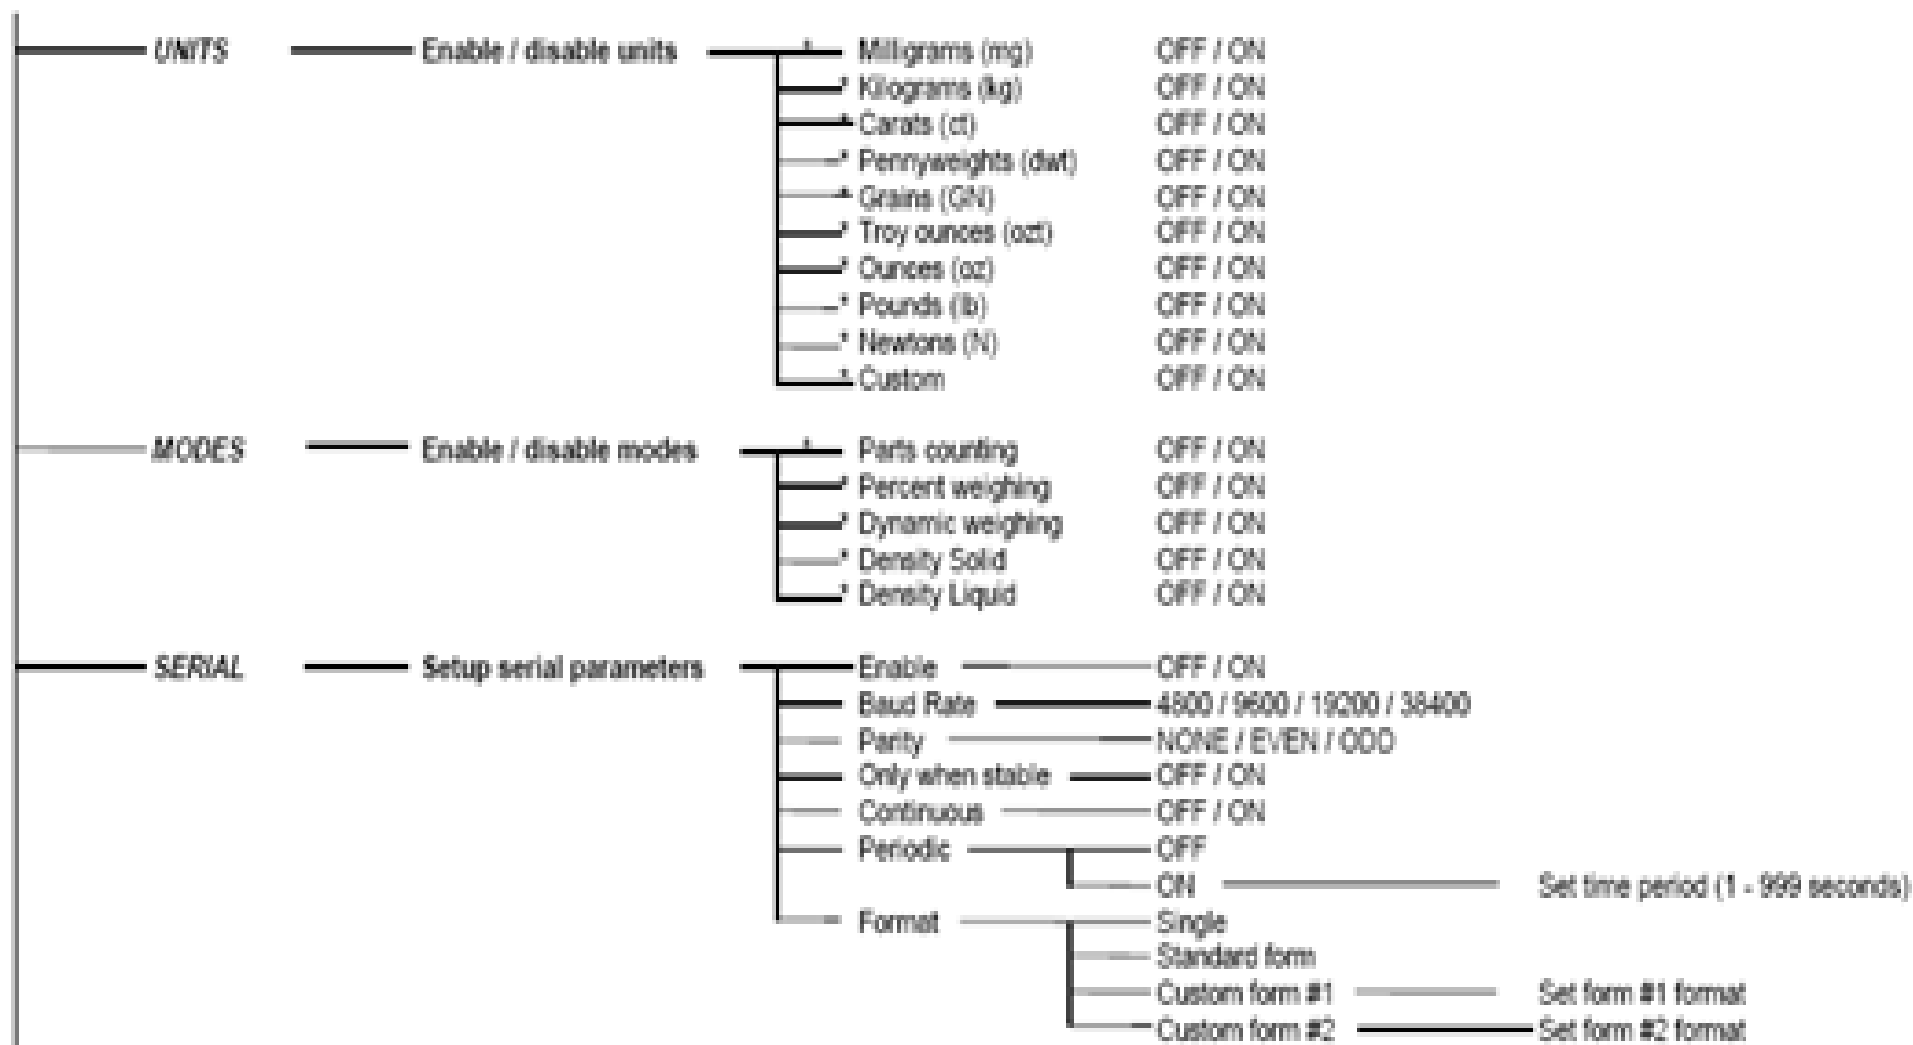 UNITS Enable / disable units * Milligrams (mg) OFF / ON
* Kilograms (kg) OFF / ON
* Carats (ct) OFF / ON
* Pennyweights (dwt) OFF / ON
* Grains (GN) OFF / ON
* Troy ounces (ozt) OFF / ON
* Ounces (oz) OFF / ON
* Pounds (lb) OFF / ON
* Newtons (N) OFF / ON
* Custom OFF / ON
MODES Enable / disable modes * Parts counting OFF / ON
* Percent weighing OFF / ON
* Dynamic weighing OFF / ON
* Density Solid OFF / ON
* Density Liquid OFF / ON
SERIAL Setup serial parameters Enable OFF / ON
Baud Rate 4800 / 9600 / 19200 / 38400
Parity NONE / EVEN / ODD
Only when stable OFF / ON
Continuous OFF / ON
Periodic OFF
ON Set time period (1 - 999 seconds)
Format Single
Standard form
Custom form #1 Set form #1 format
Custom form #2 Set form #2 format